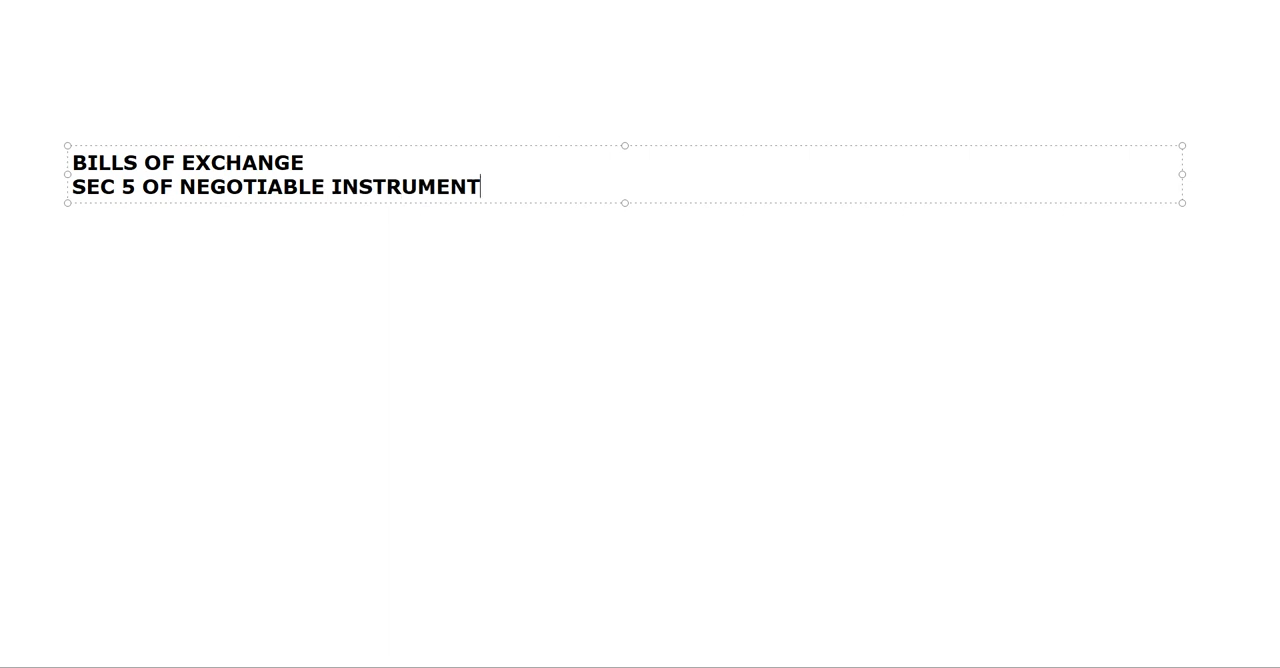 BILLS OF EXCHANGE
SEC 5 OF NEGOTIABLE INSTRUMENT